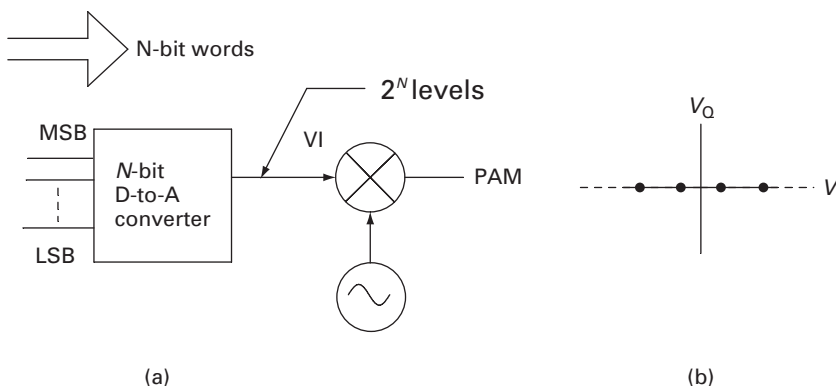 N-bit words
2^N levels
MSB
VI
N-bit
D-to-A
converter
PAM
LSB
V_Q
V
(a)
(b)